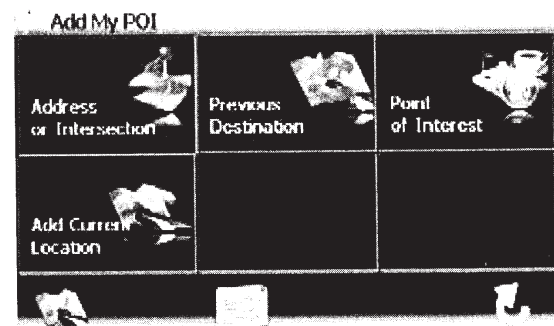 Add My POI
Address
or Intersection
Previous
Destination
Point
of Interest
Add Current
Location